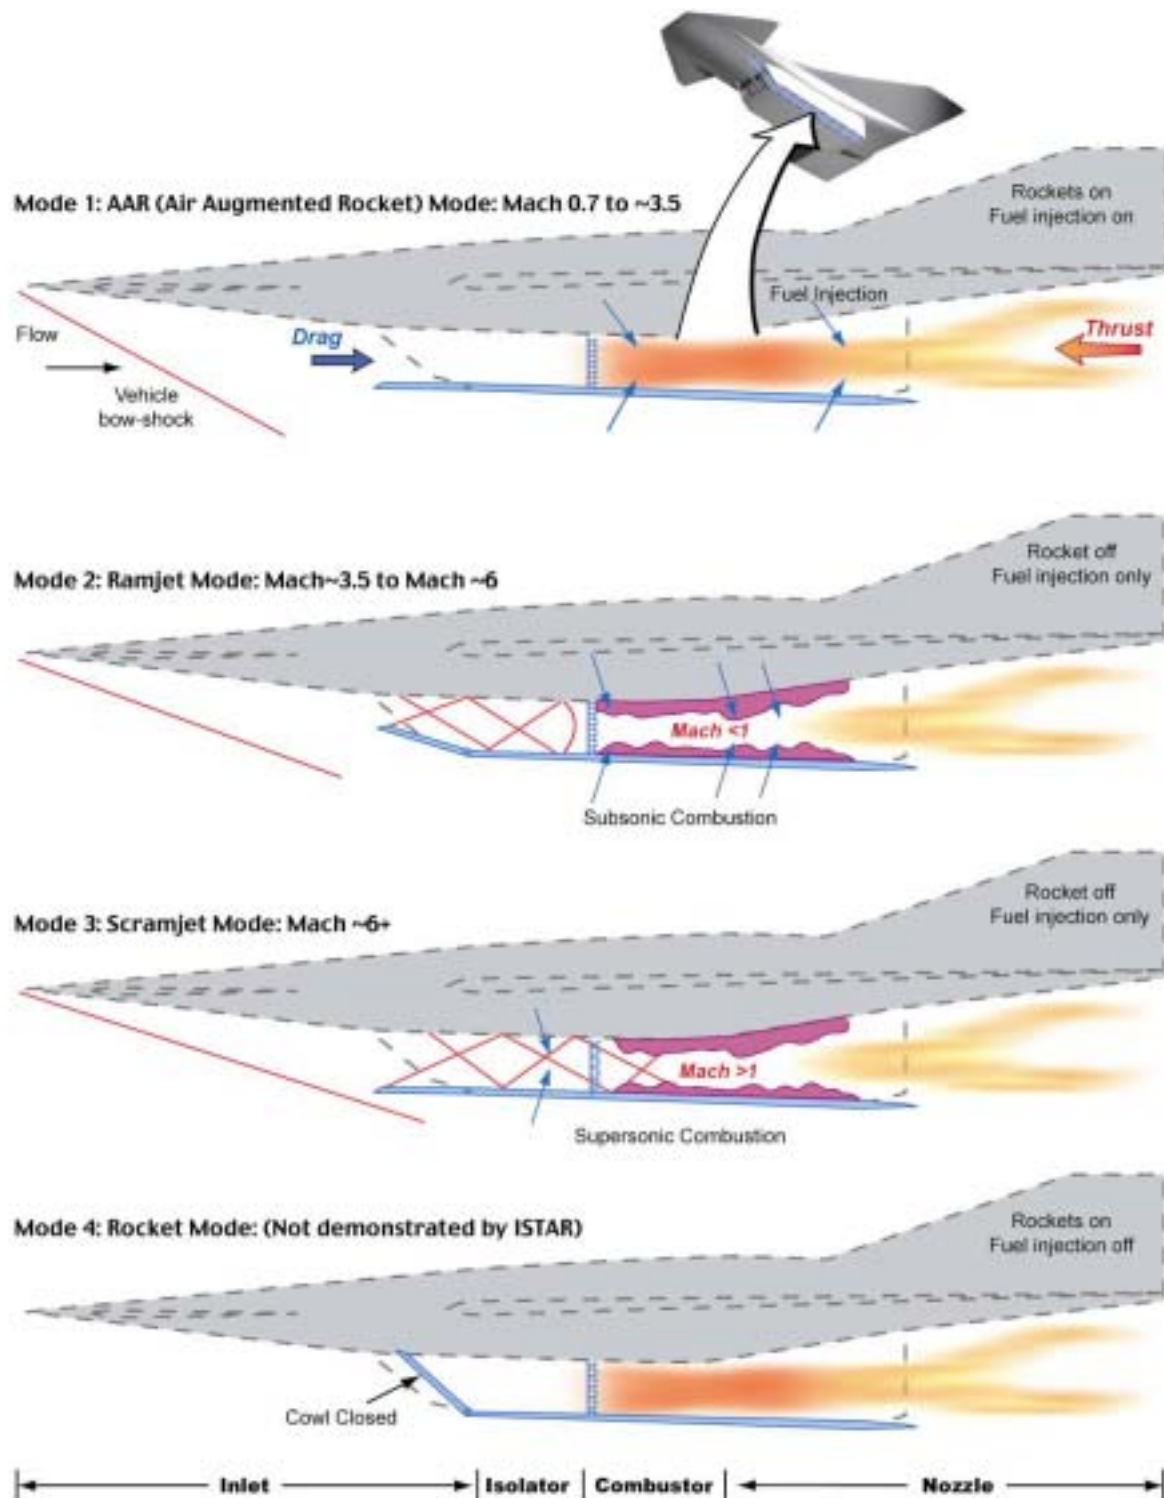 Mode 1: AAR (Air Augmented Rocket) Mode: Mach 0.7 to ~3.5
Rockets on
Fuel injection on
Fuel Injection
Flow
Drag
Thrust
Vehicle
bow-shock
Mode 2: Ramjet Mode: Mach~3.5 to Mach ~6
Rocket off
Fuel injection only
Mach <1
Subsonic Combustion
Mode 3: Scramjet Mode: Mach ~6+
Rocket off
Fuel injection only
Mach >1
Supersonic Combustion
Mode 4: Rocket Mode: (Not demonstrated by ISTAR)
Rockets on
Fuel injection off
Cowl Closed
Inlet Isolator Combustor Nozzle